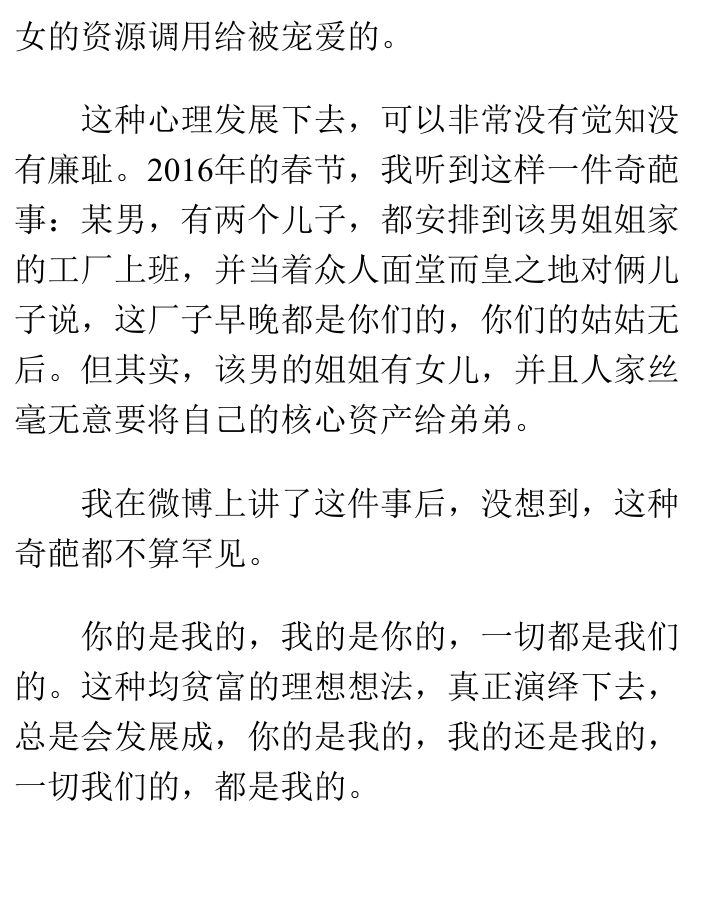 女的资源调用给被宠爱的。
这种心理发展下去，可以非常没有觉知没
有廉耻。2016年的春节，我听到这样一件奇葩
事：某男，有两个儿子，都安排到该男姐姐家
的工厂上班，并当着众人面堂而皇之地对俩儿
子说，这厂子早晚都是你们的，你们的姑姑无
后。但其实，该男的姐姐有女儿，并且人家丝
毫无意要将自己的核心资产给弟弟。
我在微博上讲了这件事后，没想到，这种
奇葩都不算罕见。
你的是我的，我的是你的，一切都是我们
的。这种均贫富的理想想法，真正演绎下去，
总是会发展成，你的是我的，我的还是我的，
一切我们的，都是我的。